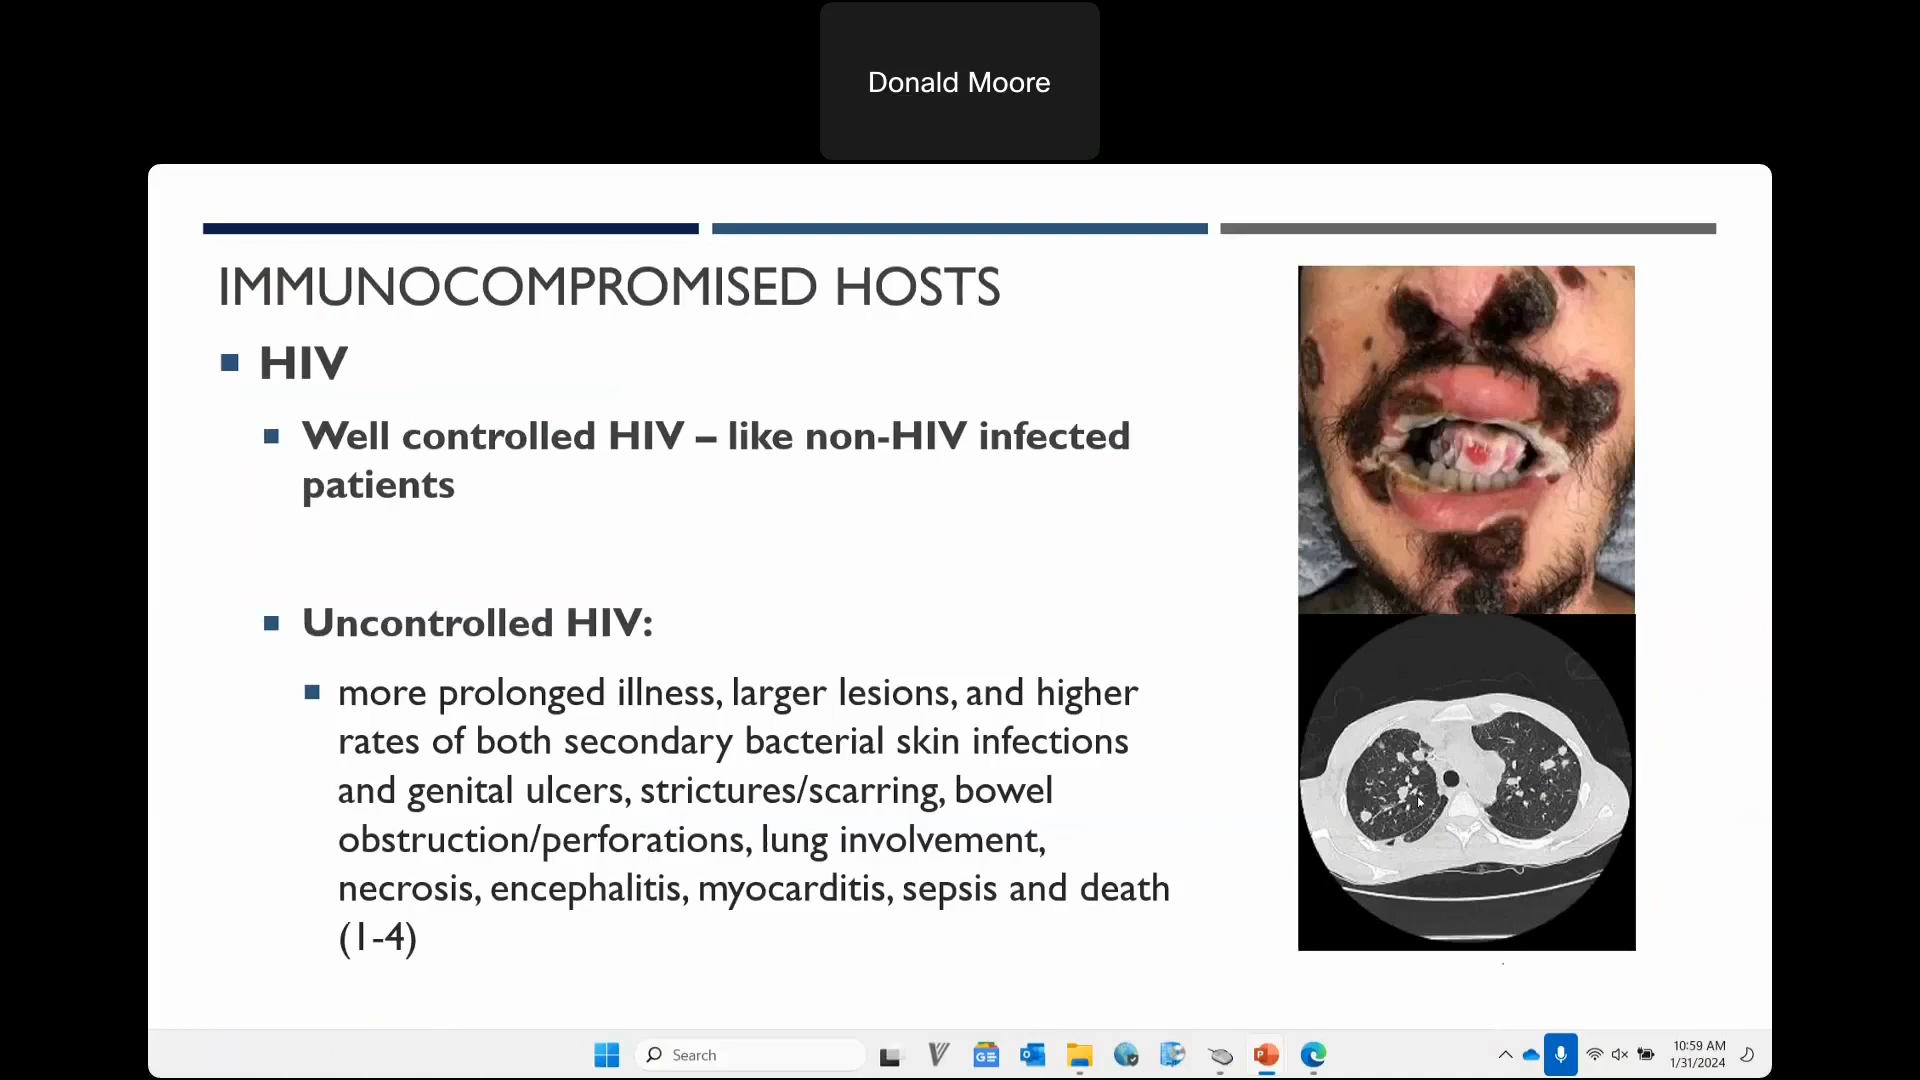 Donald Moore
IMMUNOCOMPROMISED HOSTS
HIV
Well controlled HIV – like non-HIV infected
patients
Uncontrolled HIV:
more prolonged illness, larger lesions, and higher
rates of both secondary bacterial skin infections
and genital ulcers, strictures/scarring, bowel
obstruction/perforations, lung involvement,
necrosis, encephalitis, myocarditis, sepsis and death
(1-4)
Search
10:59 AM
1/31/2024